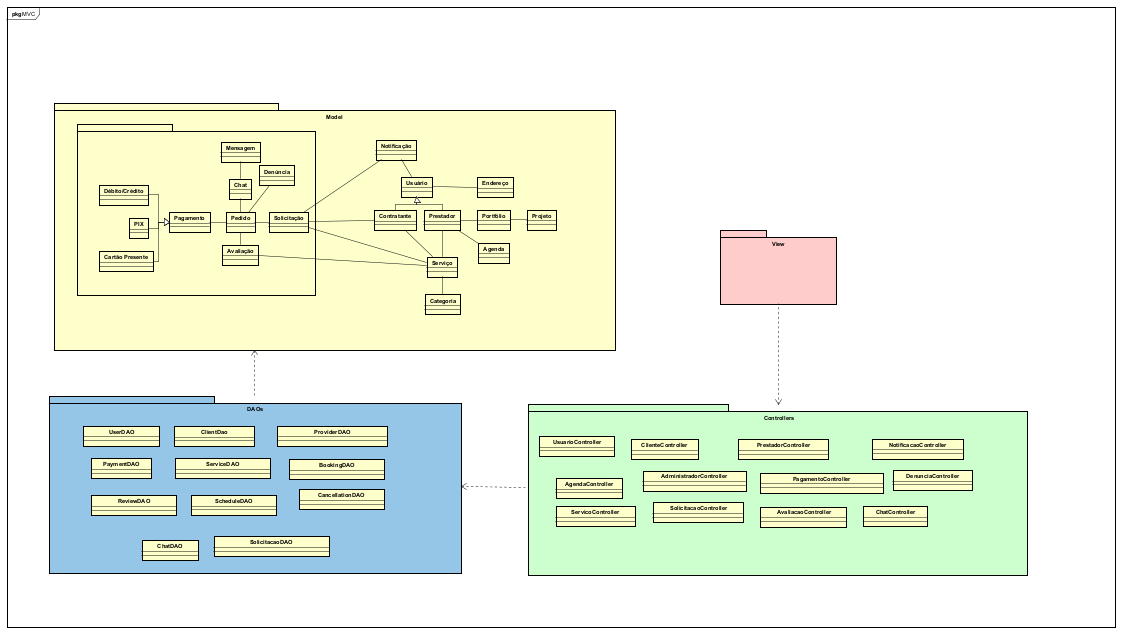 pkg MVC
Model
Mensagem
Denúncia
Chat
Débito/Crédito
PIX
Pagamento
Pedido
Solicitação
Cartão Presente
Avaliação
Notificação
Usuário
Endereço
Contratante
Prestador
Portfólio
Projeto
Agenda
Serviço
Categoria
View
DAOs
UserDAO
ClientDao
ProviderDAO
PaymentDAO
ServiceDAO
BookingDAO
ReviewDAO
ScheduleDAO
CancellationDAO
ChatDAO
SolicitacaoDAO
Controllers
UsuarioController
ClienteController
PrestadorController
NotificacaoController
AgendaController
AdministradorController
PagamentoController
DenunciaController
ServicoController
SolicitacaoController
AvaliacaoController
ChatController